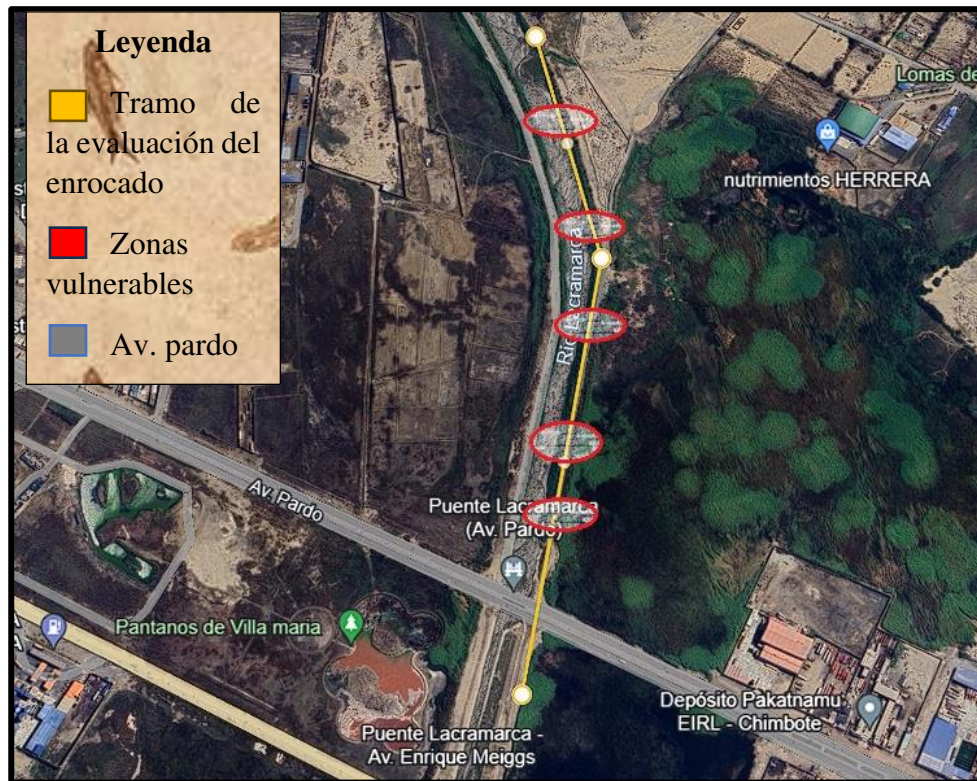 Leyenda
Tramo de
la evaluación del
enrocado
Zonas
vulnerables
Av. pardo
Lomas de
nutrimientos HERRERA
Río Lacramarca
Av. Pardo
Puente Lacramarca
(Av. Pardo)
Pantanos de Villa maria
Depósito Pakatnamu
EIRL - Chimbote
Puente Lacramarca -
Av. Enrique Meiggs